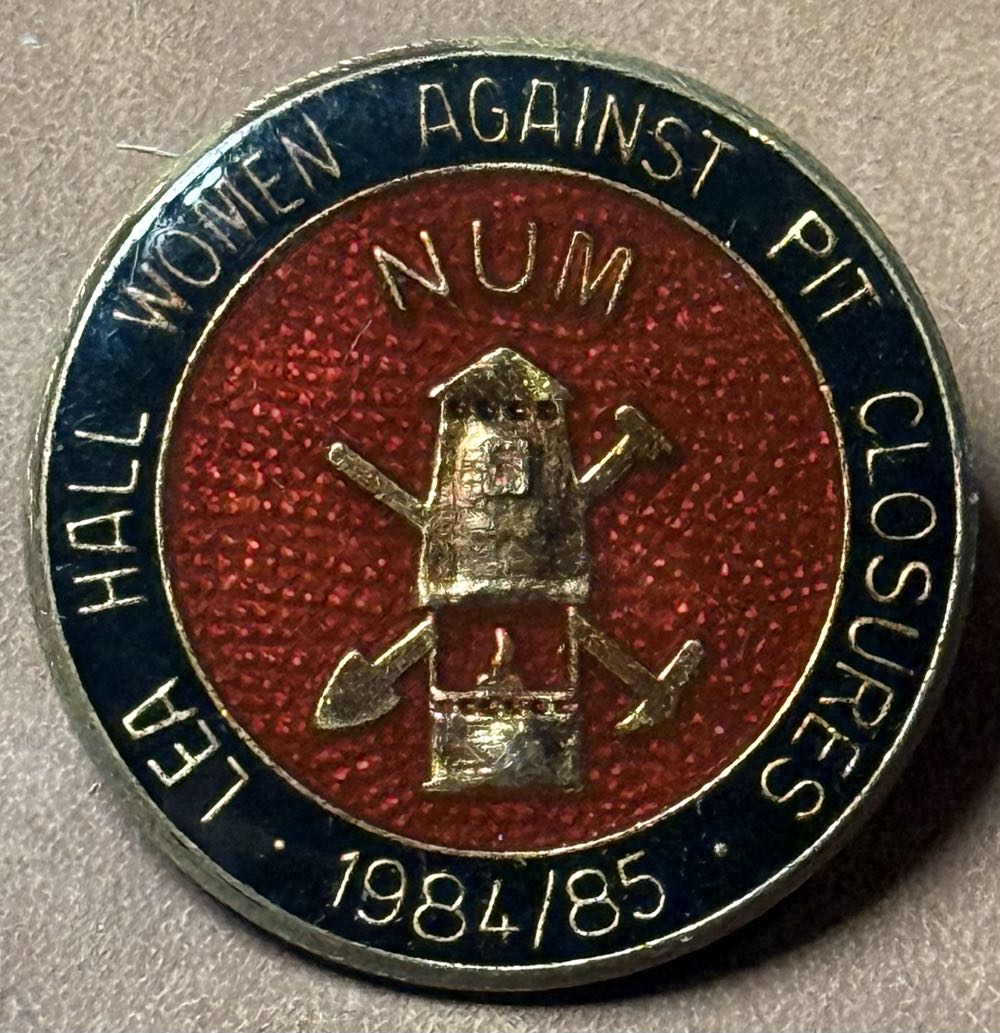 LEA HALL WOMEN AGAINST PIT CLOSURES
NUM
· 1984/85 ·